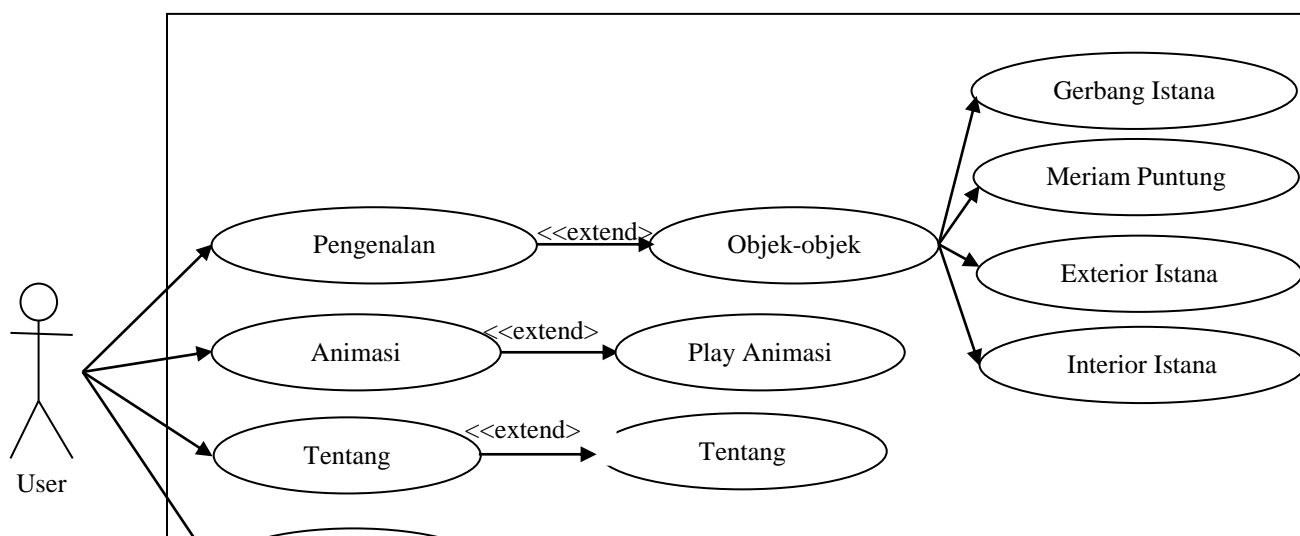 Gerbang Istana
Meriam Puntung
Pengenalan
<<extend>
Objek-objek
Exterior Istana
Animasi
<<extend>
Play Animasi
Interior Istana
Tentang
<<extend>
Tentang
User